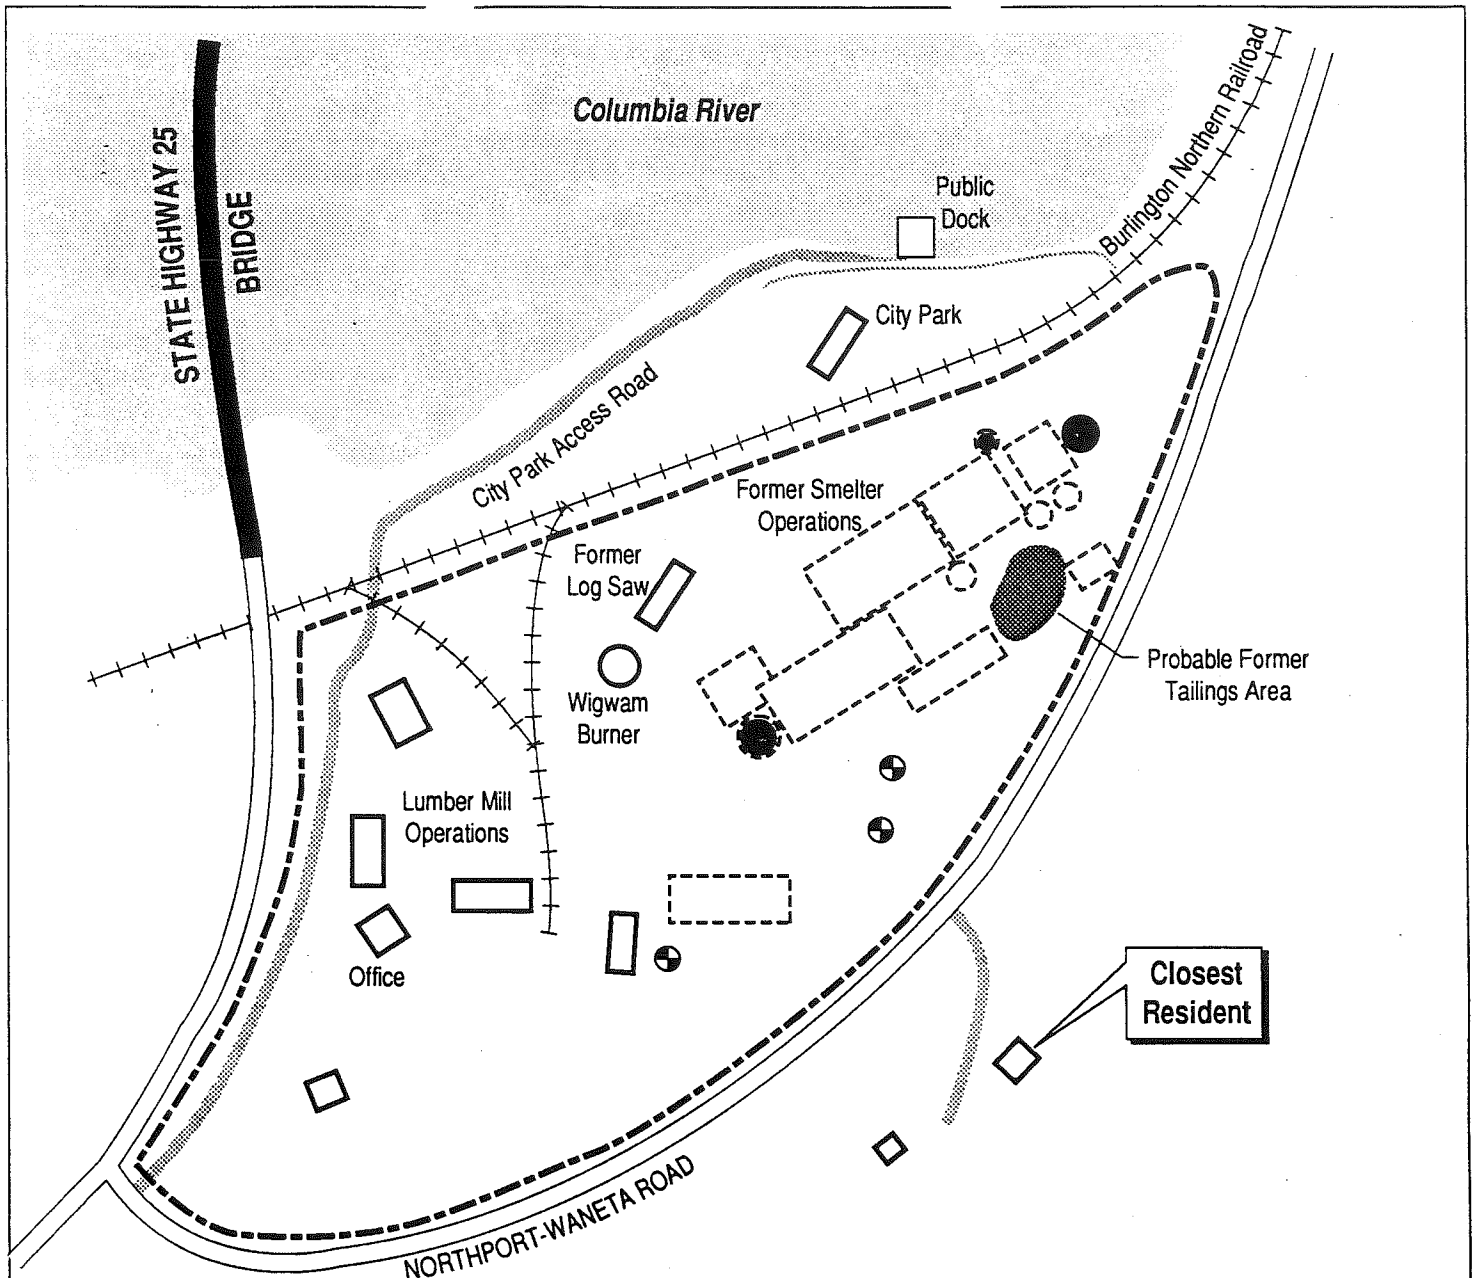 Columbia River
STATE HIGHWAY 25
BRIDGE
Burlington Northern Railroad
Public
Dock
City Park
City Park Access Road
Former Smelter
Operations
Former
Log Saw
Wigwam
Burner
Probable Former
Tailings Area
Lumber Mill
Operations
Office
Closest
Resident
NORTHPORT-WANETA ROAD